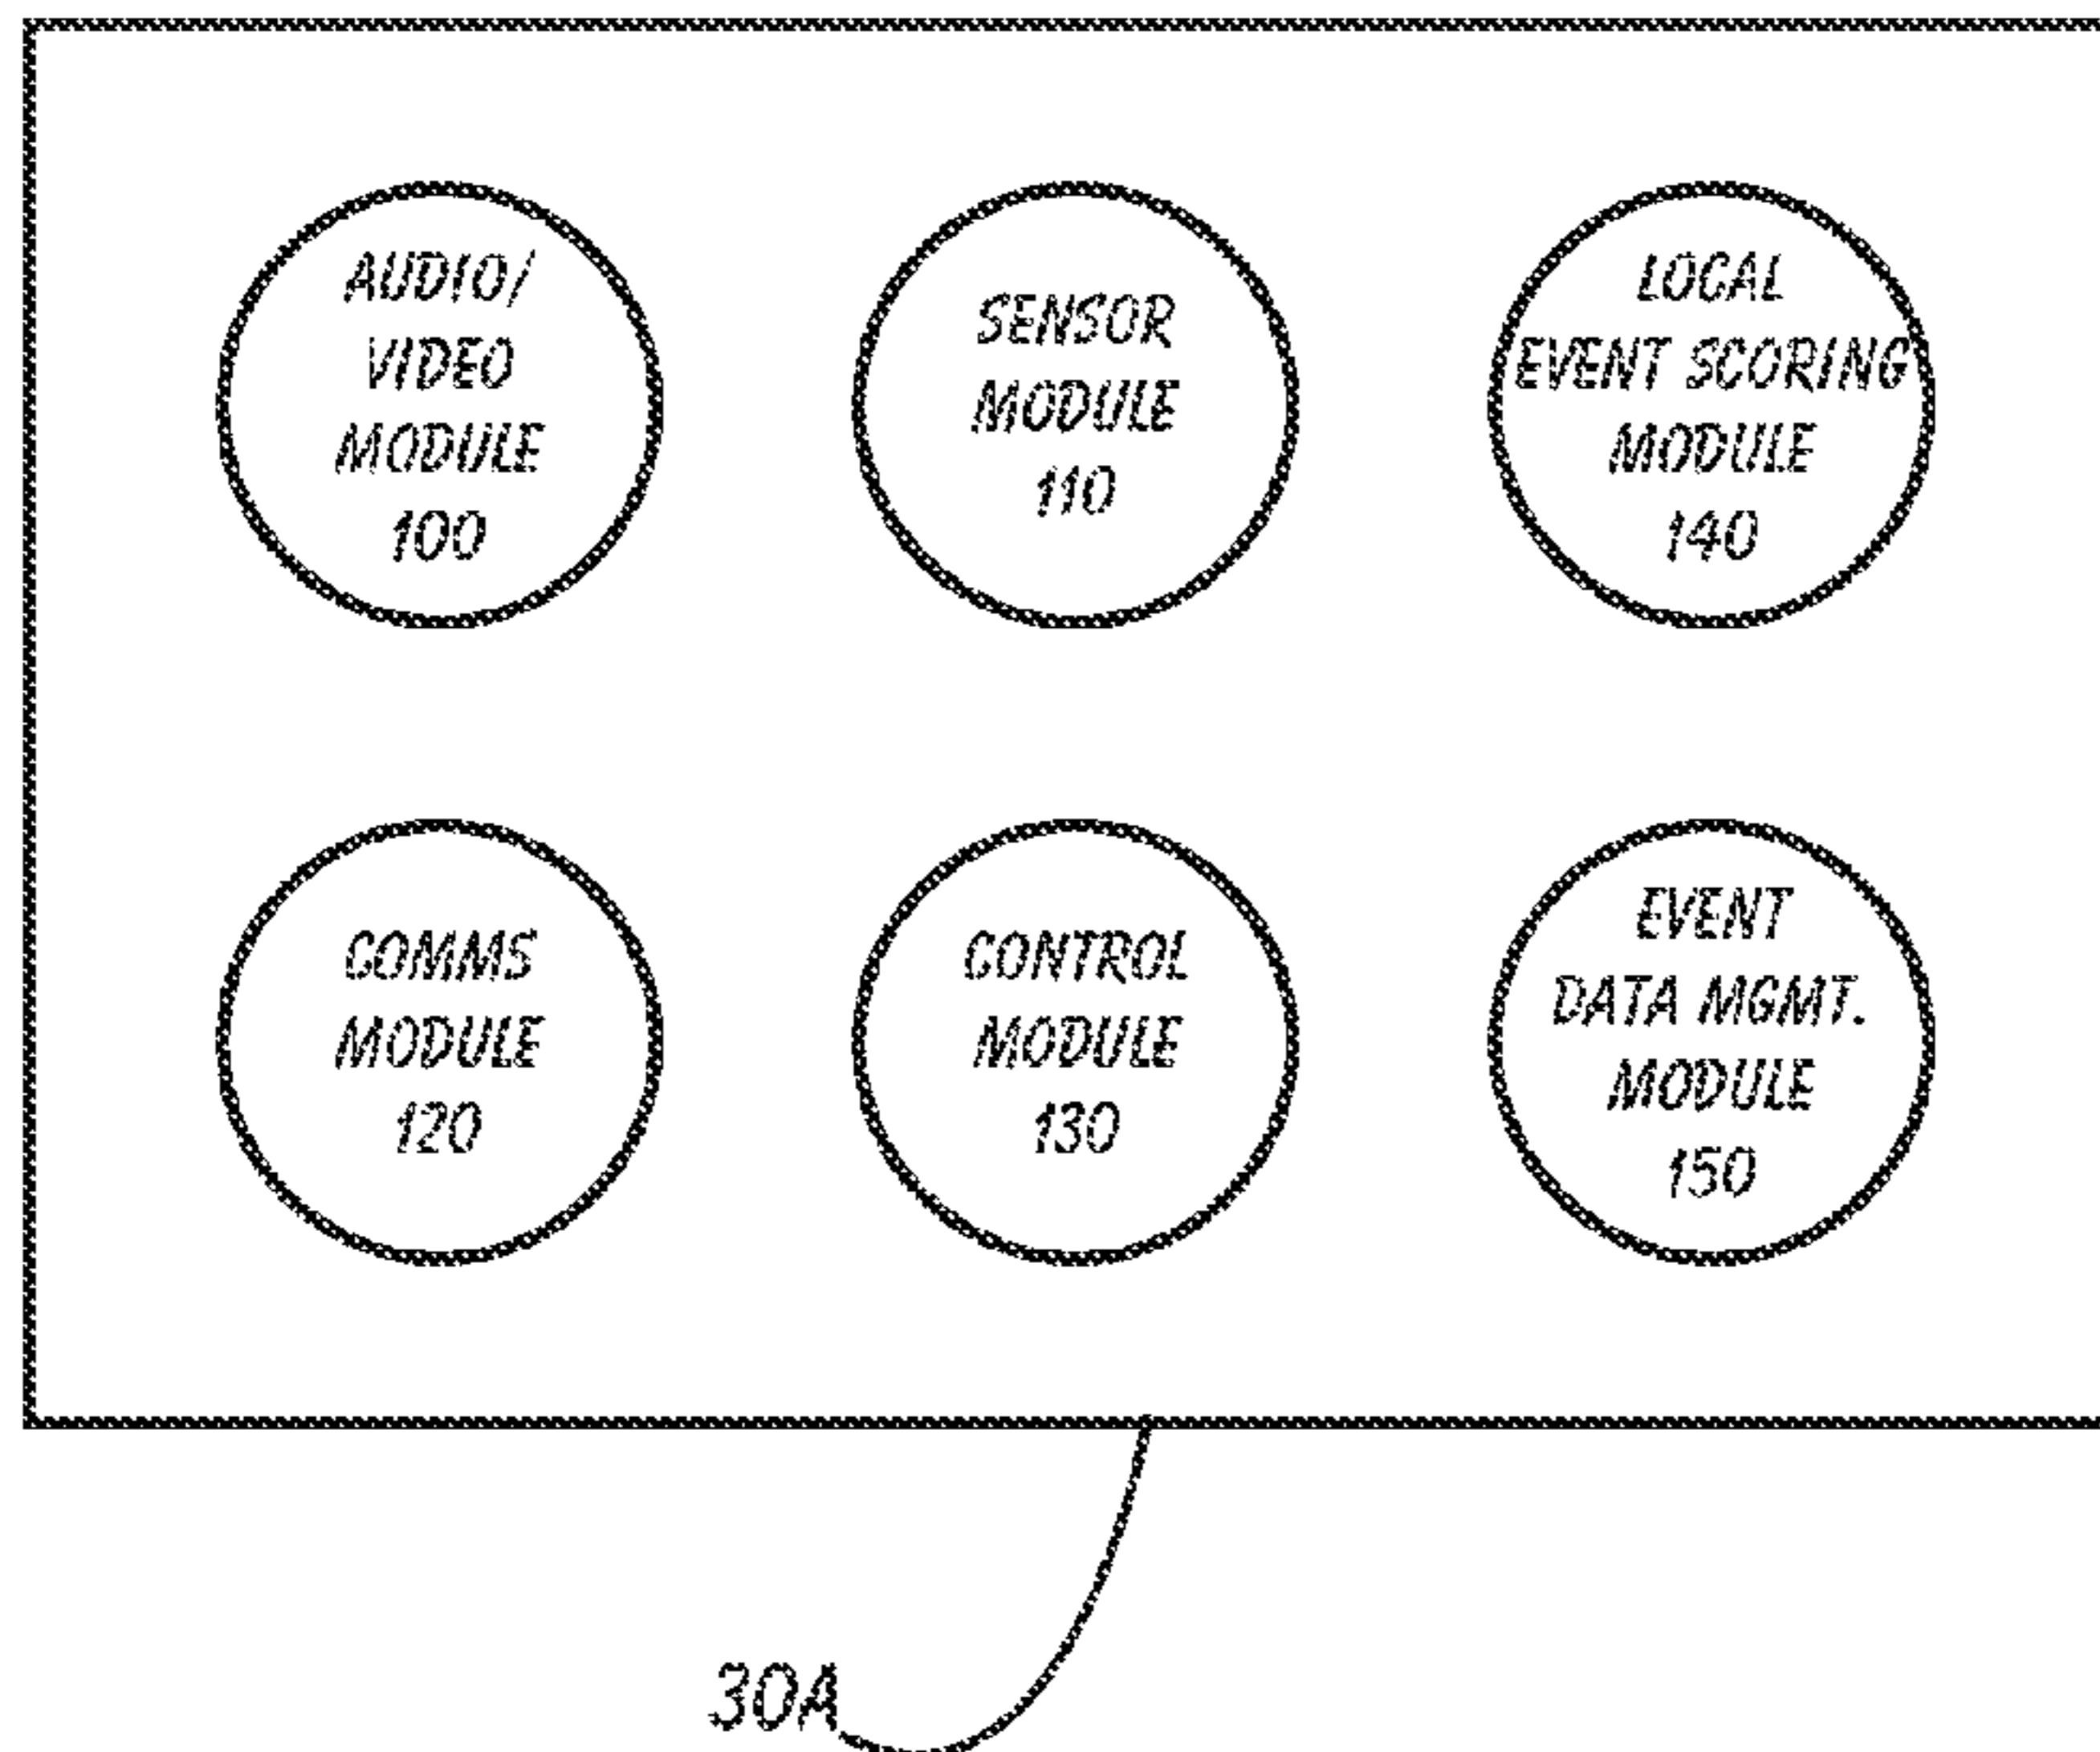 AUDIO/
VIDEO
MODULE
100
SENSOR
MODULE
110
LOCAL
EVENT SCORING
MODULE
140
COMMS
MODULE
120
CONTROL
MODULE
130
EVENT
DATA MGMT.
MODULE
150
30A